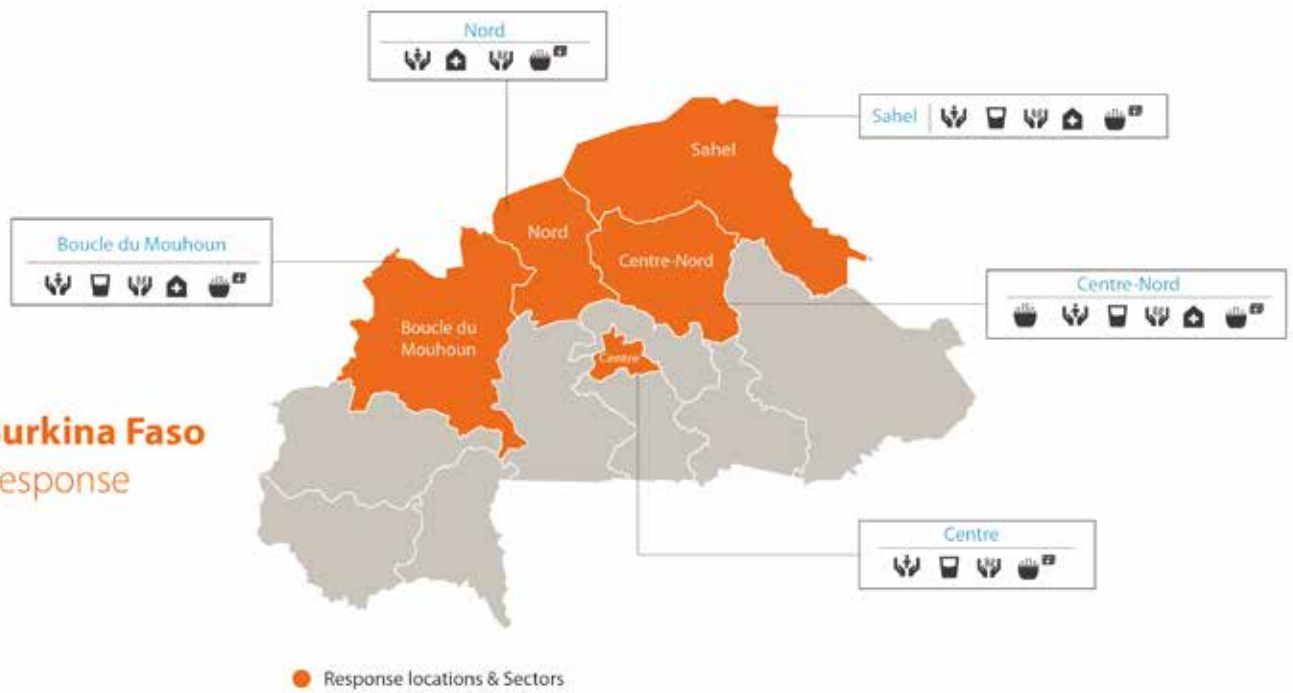 Nord
Sahel
Sahel
Nord
Boucle du Mouhoun
Centre-Nord
Centre-Nord
Boucle du
Mouhoun
Centre
urkina Faso
esponse
Centre
Response locations & Sectors